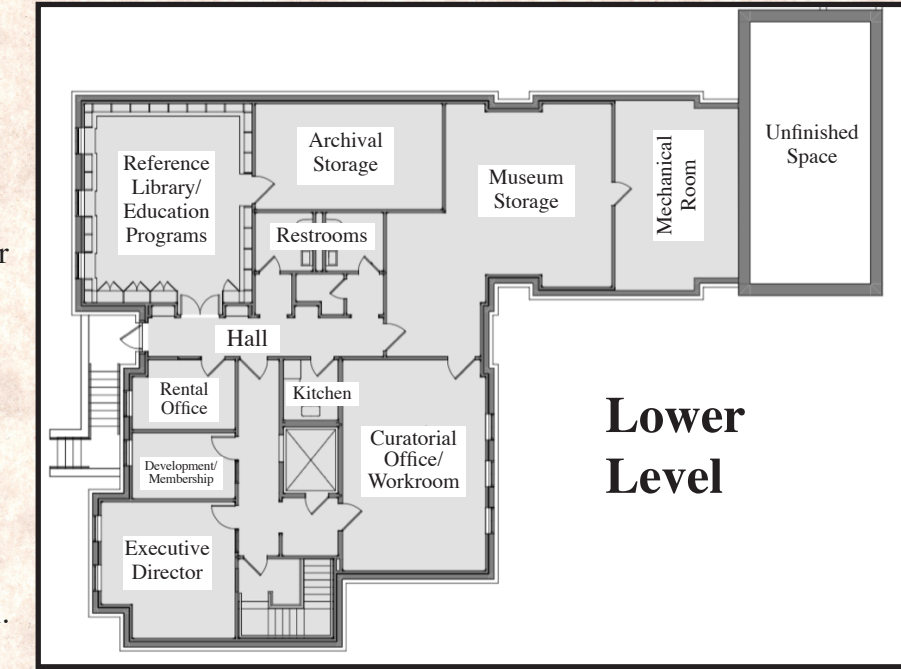 Unfinished
Space
Archival
Storage
Reference
Library/
Education
Programs
Mechanical
Room
Museum
Storage
Restrooms
r
Hall
Rental
Office
Kitchen
Lower
Level
Curatorial
Office/
Workroom
Development/
Membership
Executive
Director
.